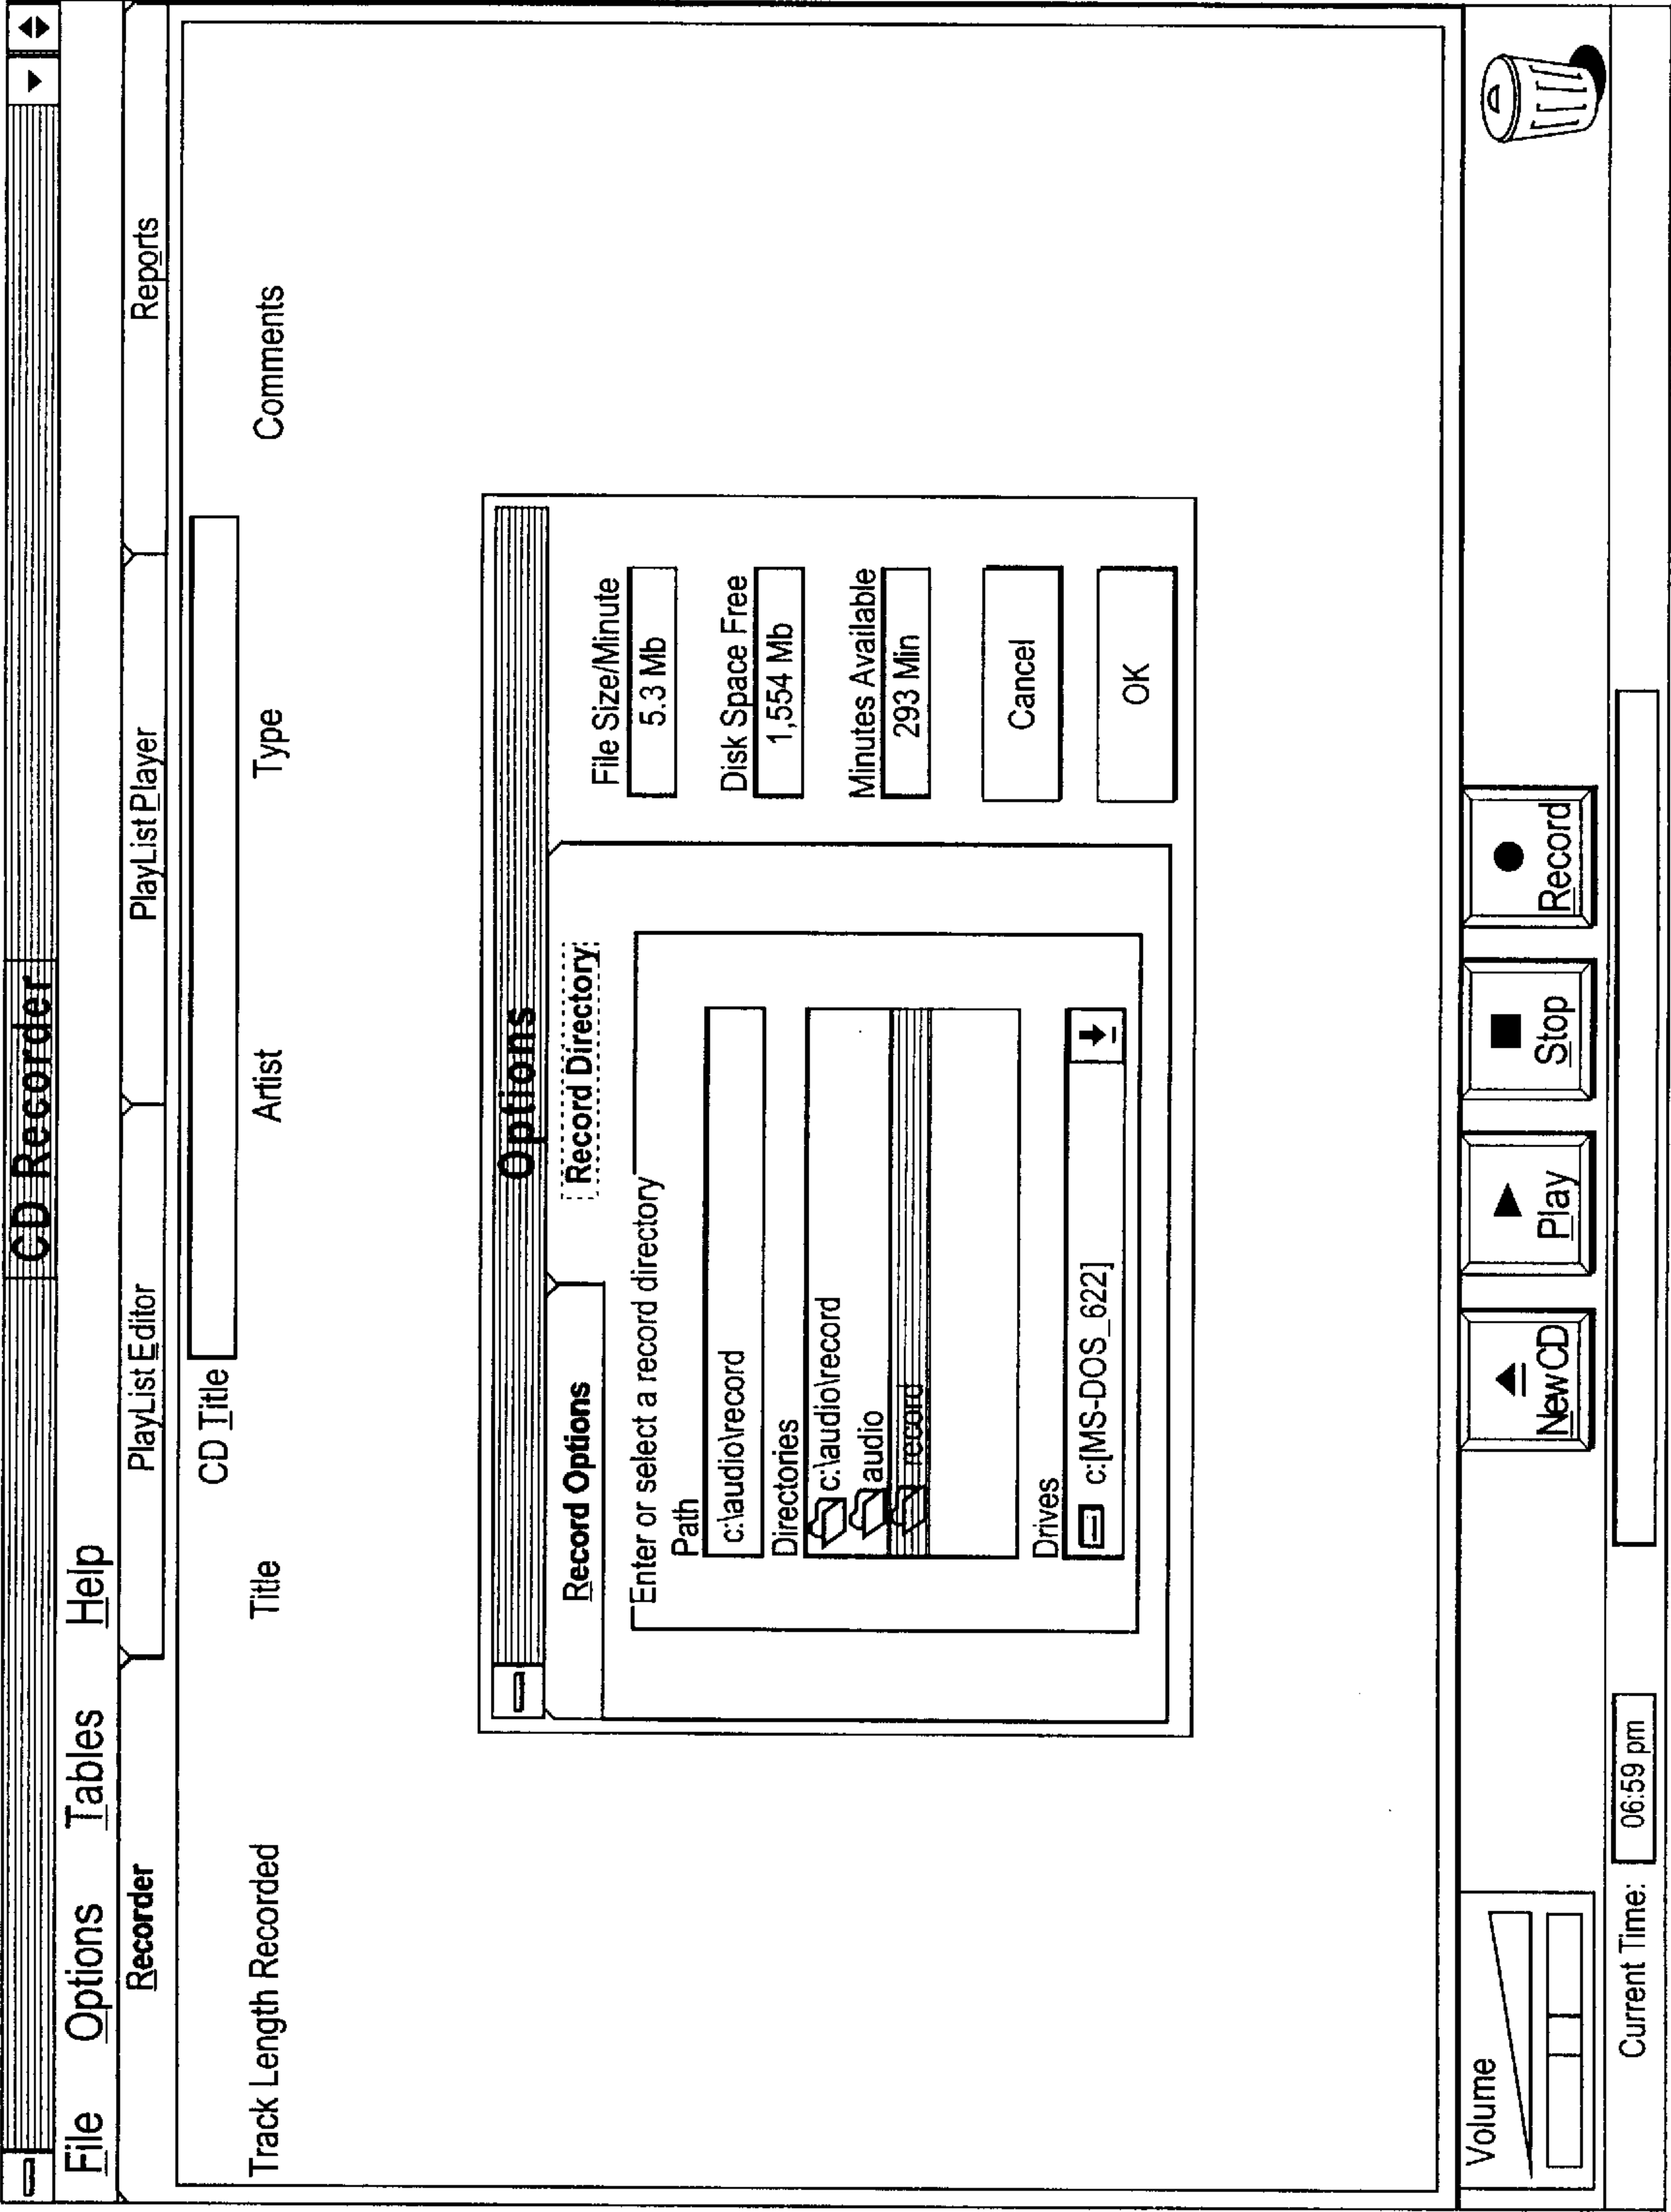 CD Recorder
File Options Tables Help
Recorder PlayList Editor PlayList Player Reports
CD Title
Track Length Recorded Title Artist Type Comments
Options
Record Options Record Directory
Enter or select a record directory
Path
c:\audio\record
Directories
c:\audio\record
audio
record
Drives
c:[MS-DOS_622]
File Size/Minute
5.3 Mb
Disk Space Free
1,554 Mb
Minutes Available
293 Min
Cancel
OK
Volume
New CD Play Stop Record
Current Time: 06:59 pm